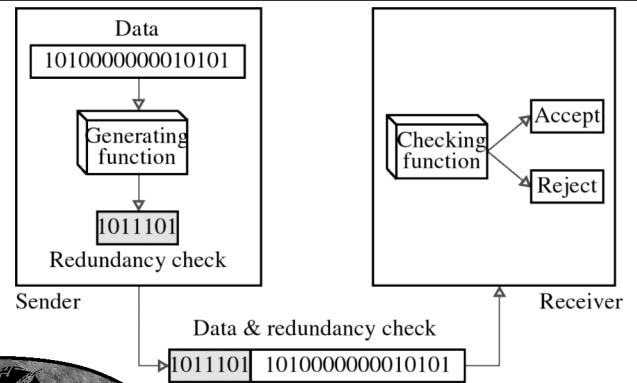 Data
1010000000010101
Generating
function
1011101
Redundancy check
Sender
Checking
function
Accept
Reject
Receiver
Data & redundancy check
1011101 1010000000010101